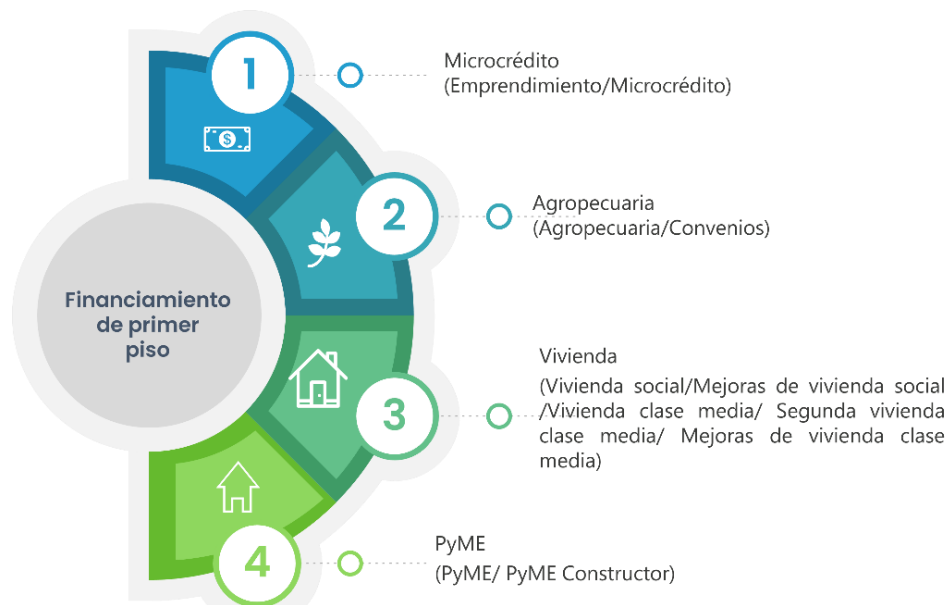 Financiamiento
de primer
piso
1
Microcrédito
(Emprendimiento/Microcrédito)
2
Agropecuaria
(Agropecuaria/Convenios)
3
Vivienda
(Vivienda social/Mejoras de vivienda social
/Vivienda clase media/ Segunda vivienda
clase media/ Mejoras de vivienda clase
media)
4
PyME
(PyME/ PyME Constructor)
$